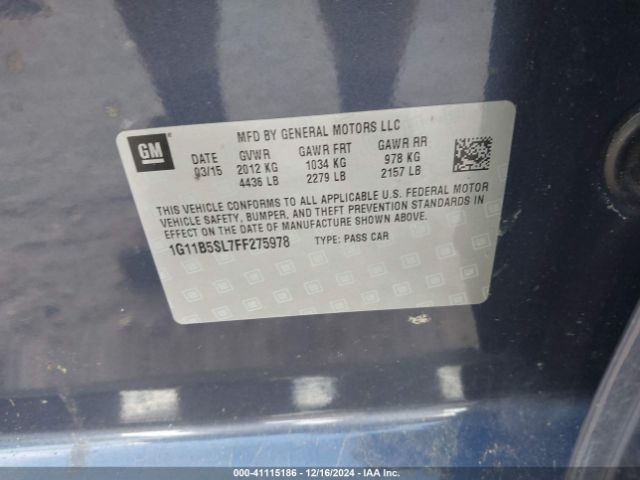 MFD BY GENERAL MOTORS LLC
GM
DATE GVWR GAWR FRT GAWR RR
03/15 2012 KG 1034 KG 978 KG
4436 LB 2279 LB 2157 LB
THIS VEHICLE CONFORMS TO ALL APPLICABLE U.S. FEDERAL MOTOR
VEHICLE SAFETY, BUMPER, AND THEFT PREVENTION STANDARDS IN
EFFECT ON THE DATE OF MANUFACTURE SHOWN ABOVE.
1G11B5SL7FF275978 TYPE: PASS CAR
000-41115186 - 12/16/2024 - IAA Inc.